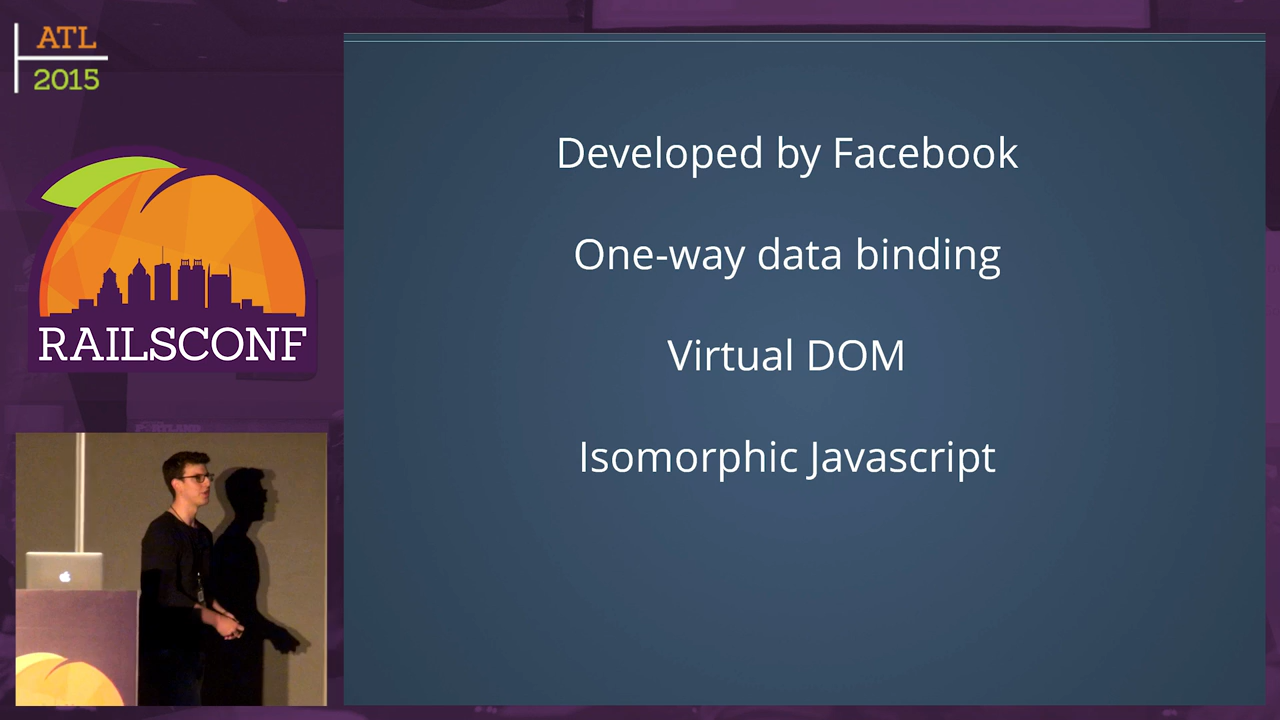 ATL
2015
RAILSCONF
Developed by Facebook
One-way data binding
Virtual DOM
Isomorphic Javascript